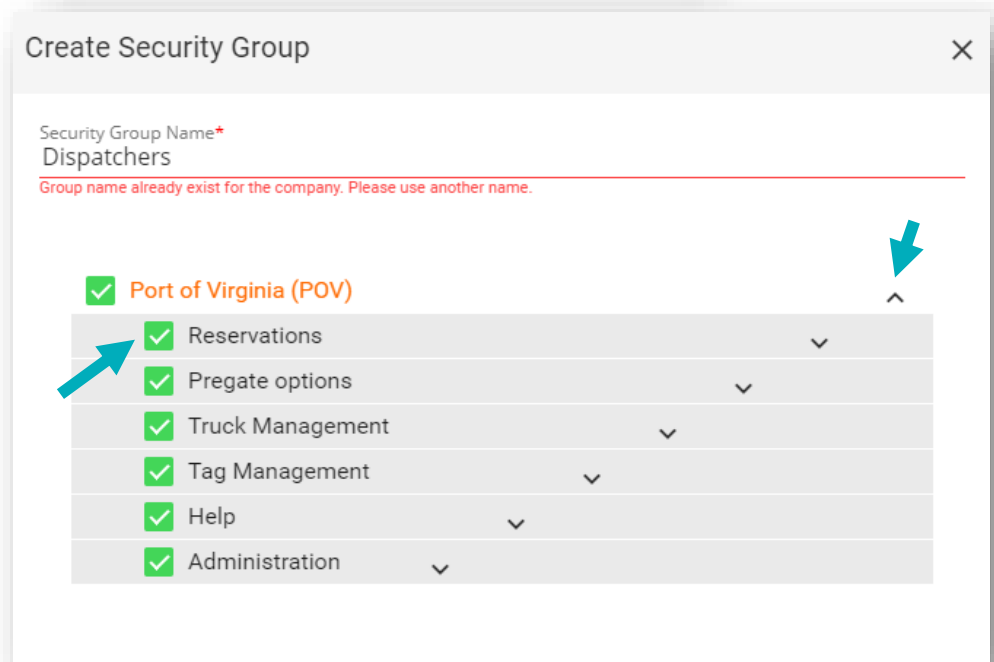 Create Security Group
Security Group Name*
Dispatchers
Group name already exist for the company. Please use another name.
Port of Virginia (POV)
Reservations
Pregate options
Truck Management
Tag Management
Help
Administration